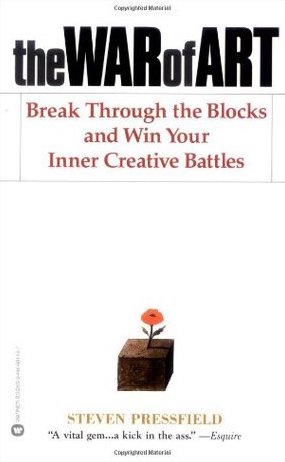 Copyrighted Material
theWARofART
Break Through the Blocks
and Win Your
Inner Creative Battles
STEVEN PRESSFIELD
“A vital gem...a kick in the ass.” —Esquire
Copyrighted Material